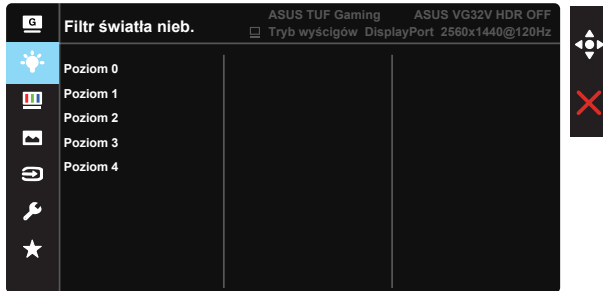 G
Filtr światła nieb.
ASUS TUF Gaming ASUS VG32V HDR OFF
Tryb wyścigów DisplayPort 2560x1440@120Hz
Poziom 0
Poziom 1
Poziom 2
Poziom 3
Poziom 4